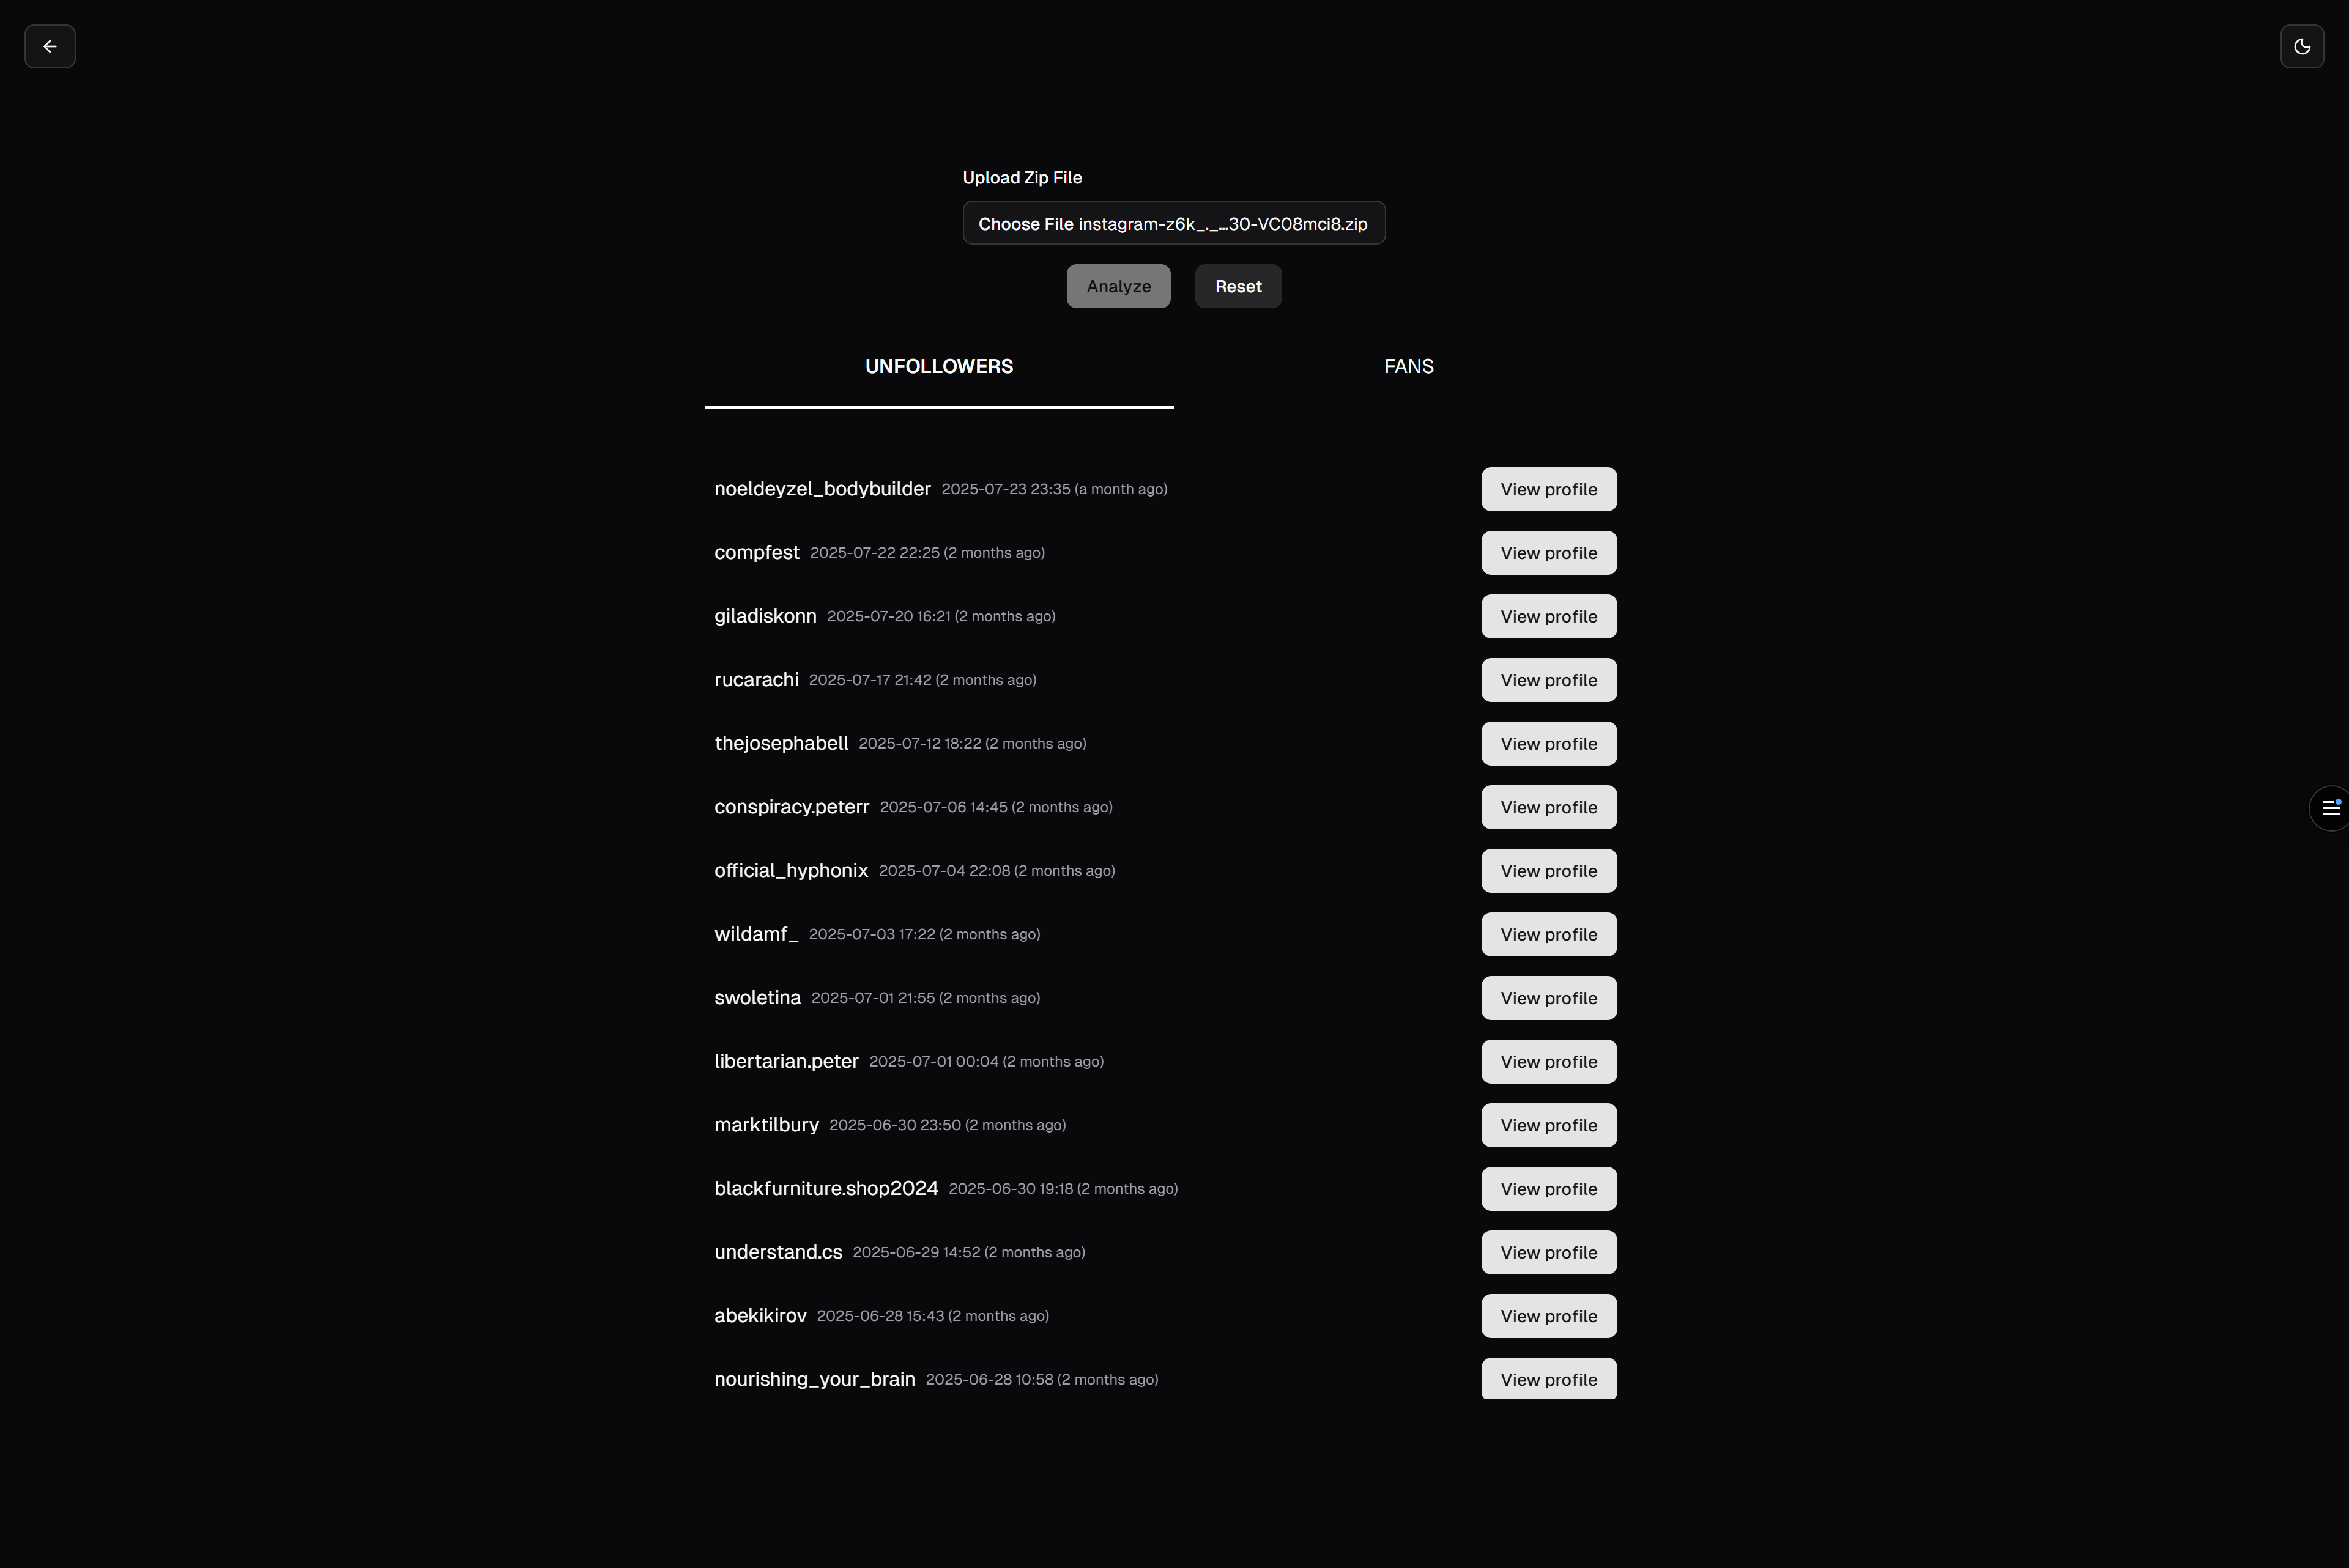 Upload Zip File
Choose File instagram-z6k_._...30-VC08mci8.zip
Analyze Reset
UNFOLLOWERS FANS
noeldeyzel_bodybuilder 2025-07-23 23:35 (a month ago) View profile
compfest 2025-07-22 22:25 (2 months ago) View profile
giladiskonn 2025-07-20 16:21 (2 months ago) View profile
rucarachi 2025-07-17 21:42 (2 months ago) View profile
thejosephabell 2025-07-12 18:22 (2 months ago) View profile
conspiracy.peterr 2025-07-06 14:45 (2 months ago) View profile
official_hyphonix 2025-07-04 22:08 (2 months ago) View profile
wildamf_ 2025-07-03 17:22 (2 months ago) View profile
swoletina 2025-07-01 21:55 (2 months ago) View profile
libertarian.peter 2025-07-01 00:04 (2 months ago) View profile
marktilbury 2025-06-30 23:50 (2 months ago) View profile
blackfurniture.shop2024 2025-06-30 19:18 (2 months ago) View profile
understand.cs 2025-06-29 14:52 (2 months ago) View profile
abekikirov 2025-06-28 15:43 (2 months ago) View profile
nourishing_your_brain 2025-06-28 10:58 (2 months ago) View profile